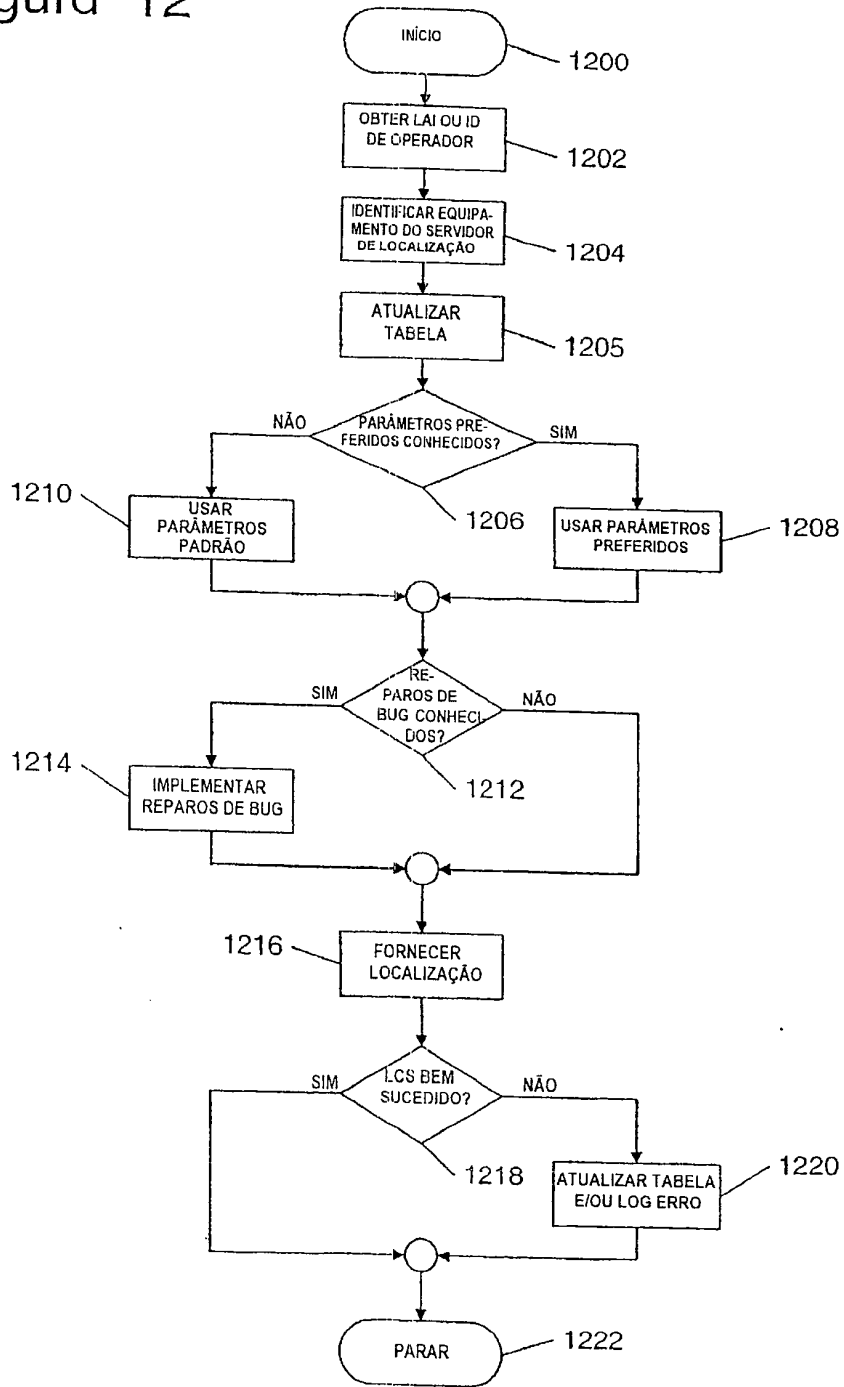 gura 12
INÍCIO
1200
OBTER LAI OU ID
DE OPERADOR
1202
IDENTIFICAR EQUIPA-
MENTO DO SERVIDOR
DE LOCALIZAÇÃO
1204
ATUALIZAR
TABELA
1205
NÃO
PARÂMETROS PRE-
FERIDOS CONHECIDOS?
SIM
1206
1210
USAR
PARÂMETROS
PADRÃO
USAR PARÂMETROS
PREFERIDOS
1208
SIM
RE-
PAROS DE
BUG CONHECI-
DOS?
NÃO
1212
1214
IMPLEMENTAR
REPAROS DE BUG
1216
FORNECER
LOCALIZAÇÃO
SIM
LCS BEM
SUCEDIDO?
NÃO
1218
ATUALIZAR TABELA
E/OU LOG ERRO
1220
PARAR
1222